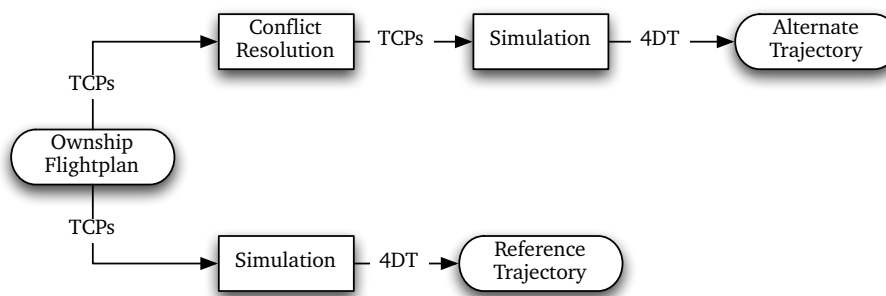 Conflict
Resolution
TCPs
Simulation
4DT
Alternate
Trajectory
TCPs
Ownship
Flightplan
TCPs
Simulation
4DT
Reference
Trajectory